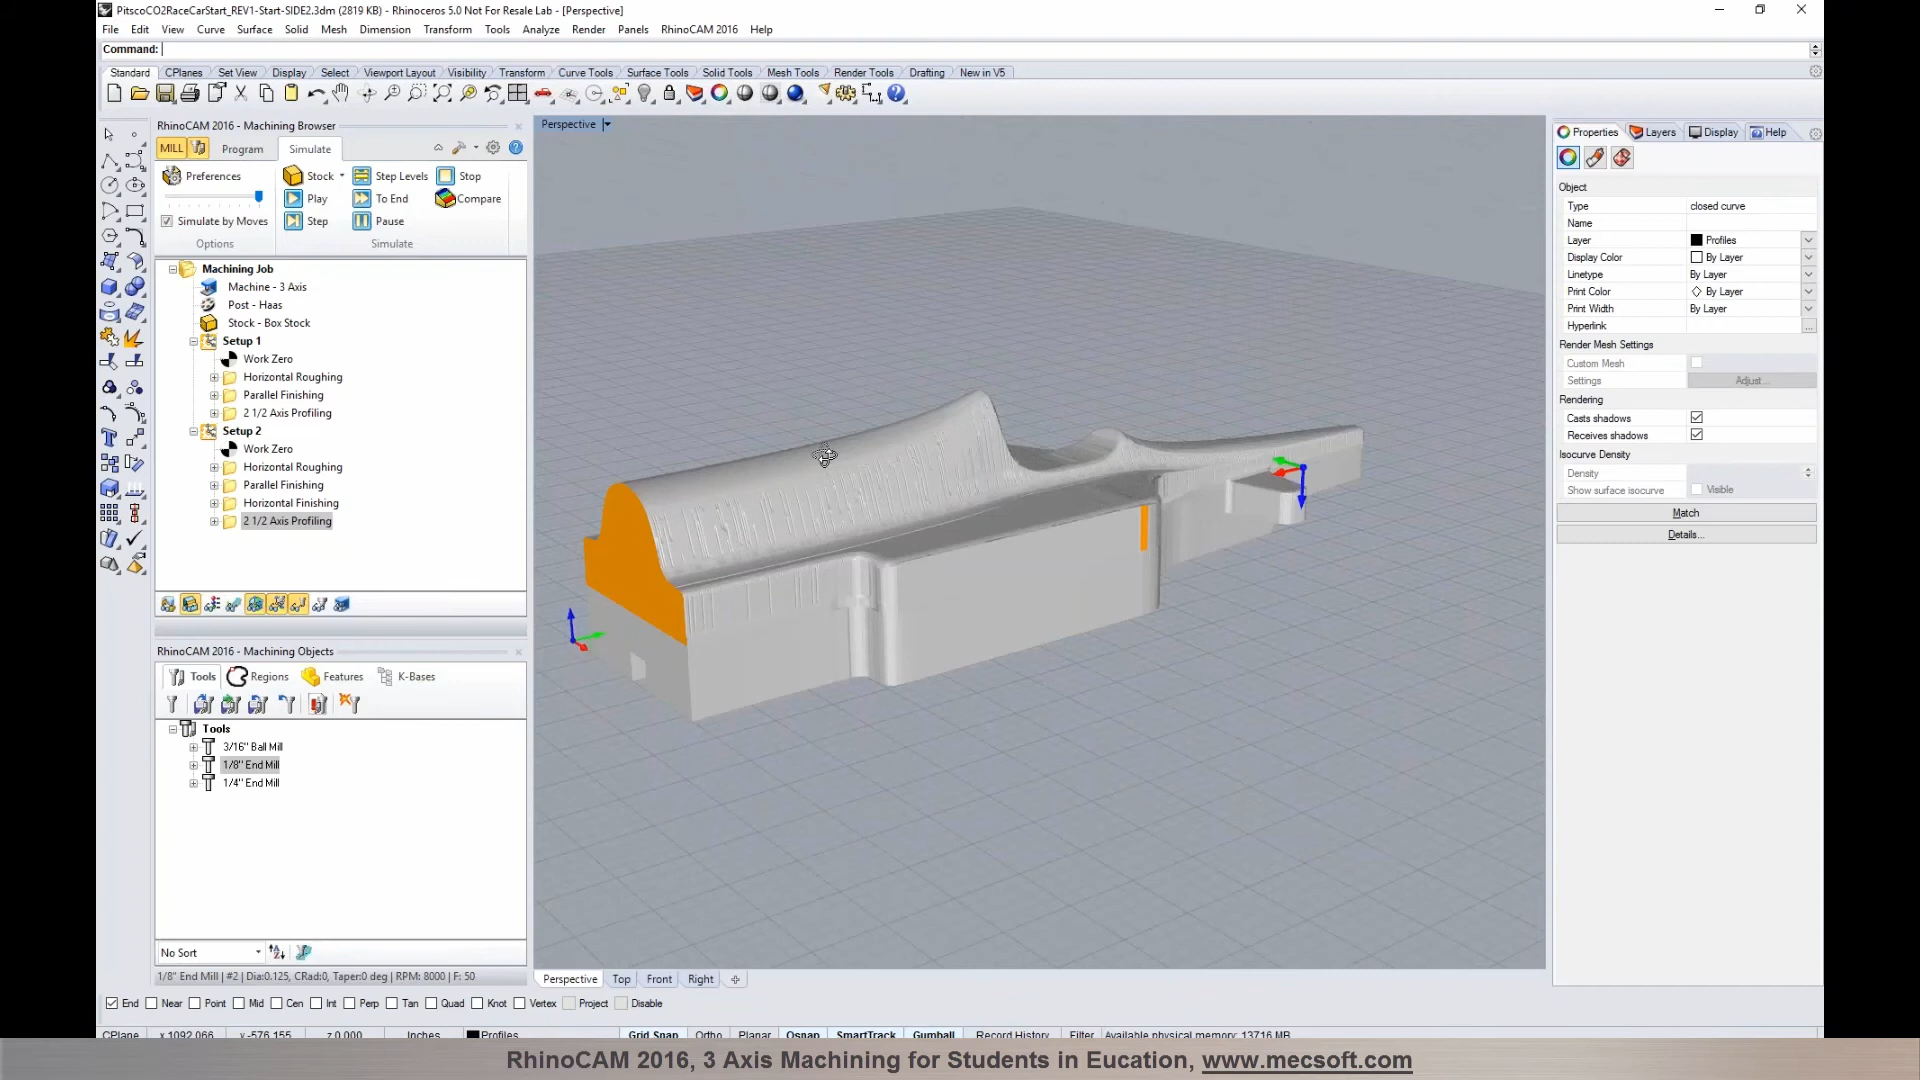 PitscoCO2RaceCarStart_REV1-Start-SIDE2.3dm (2819 KB) - Rhinoceros 5.0 Not For Resale Lab - [Perspective]
File Edit View Curve Surface Solid Mesh Dimension Transform Tools Analyze Render Panels RhinoCAM 2016 Help
Command:
Standard CPlanes Set View Display Select Viewport Layout Visibility Transform Curve Tools Surface Tools Solid Tools Mesh Tools Render Tools Drafting New in V5
RhinoCAM 2016 - Machining Browser
MILL Program Simulate
Preferences Stock Step Levels Stop
Play To End Compare
Simulate by Moves Step Pause
Options Simulate
Machining Job
Machine - 3 Axis
Post - Haas
Stock - Box Stock
Setup 1
Work Zero
Horizontal Roughing
Parallel Finishing
2 1/2 Axis Profiling
Setup 2
Work Zero
Horizontal Roughing
Parallel Finishing
Horizontal Finishing
2 1/2 Axis Profiling
RhinoCAM 2016 - Machining Objects
Tools Regions Features K-Bases
Tools
3/16" Ball Mill
1/8" End Mill
1/4" End Mill
No Sort
1/8" End Mill | #2 | Dia:0.125, CRad:0, Taper:0 deg | RPM: 8000 | F: 50
Perspective
Perspective Top Front Right
Properties Layers Display Help
Object
Type closed curve
Name
Layer Profiles
Display Color By Layer
Linetype By Layer
Print Color By Layer
Print Width By Layer
Hyperlink ...
Render Mesh Settings
Custom Mesh
Settings Adjust...
Rendering
Casts shadows
Receives shadows
Isocurve Density
Density
Show surface isocurve Visible
Match
Details...
End Near Point Mid Cen Int Perp Tan Quad Knot Vertex Project Disable
CPlane x 1092.066 y -576.155 z 0.000 Inches Profiles Grid Snap Ortho Planar Osnap SmartTrack Gumball Record History Filter Available physical memory: 13716 MB
RhinoCAM 2016, 3 Axis Machining for Students in Eucation, www.mecsoft.com